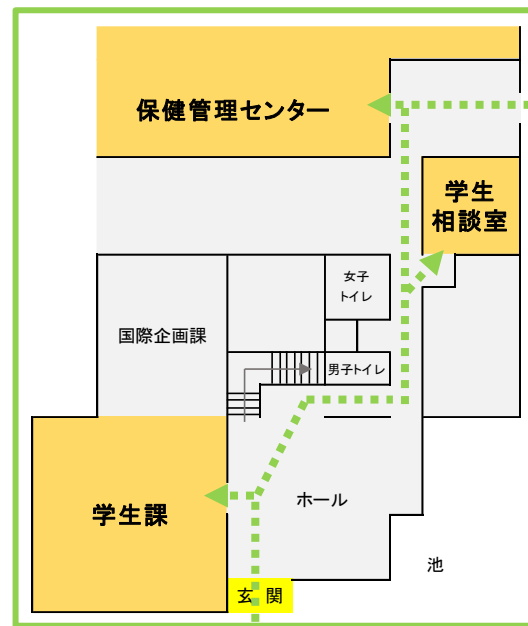 保健管理センター
学生
相談室
女子
トイレ
国際企画課
男子トイレ
学生課
ホール
池
玄 関